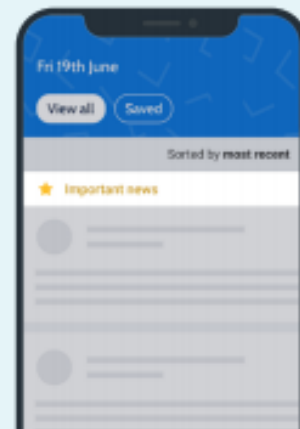 Fri 19th June
View all
Saved
Sorted by most recent
Important news